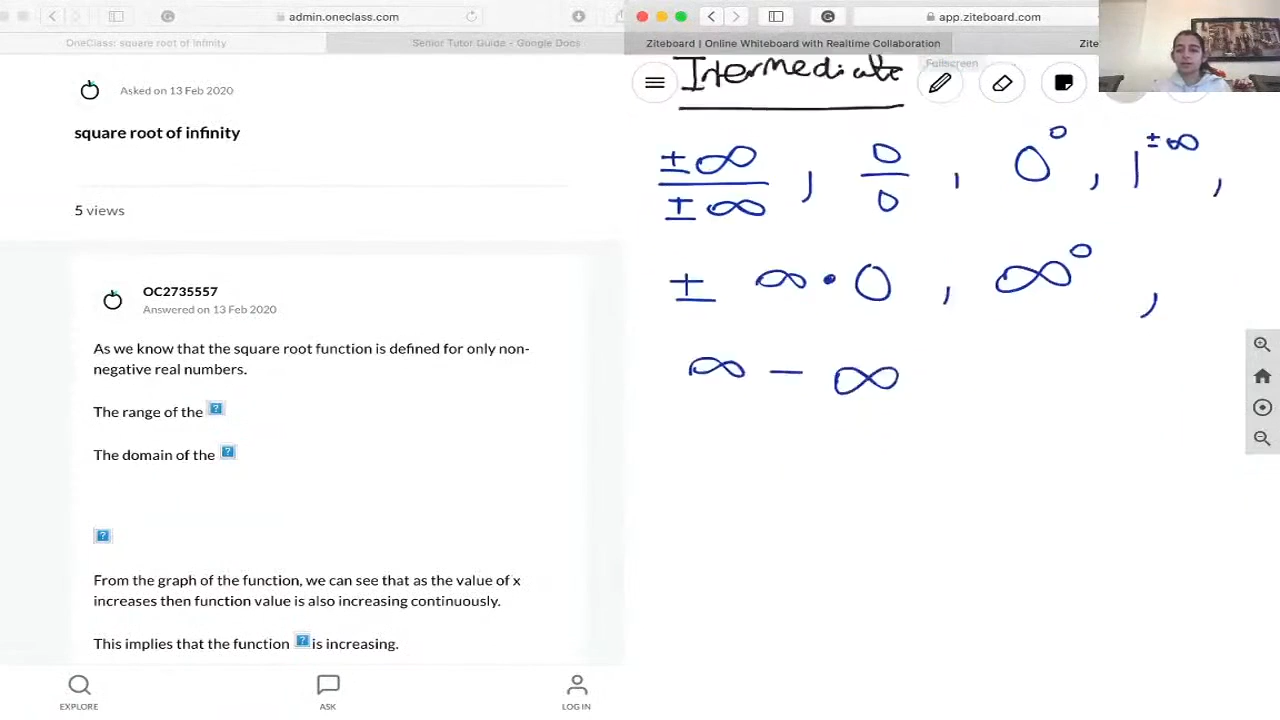 admin.oneclass.com
OneClass: square root of infinity
Senior Tutor Guide - Google Docs
Asked on 13 Feb 2020
square root of infinity
5 views
OC2735557
Answered on 13 Feb 2020
As we know that the square root function is defined for only non-
negative real numbers.
The range of the
The domain of the
From the graph of the function, we can see that as the value of x
increases then function value is also increasing continuously.
This implies that the function is increasing.
EXPLORE
ASK
LOG IN
app.ziteboard.com
Ziteboard | Online Whiteboard with Realtime Collaboration
Zite
Fullscreen
Intermediate
±∞/±∞ , 0/0 , 0^0 , 1^±∞ ,
± ∞ • 0 , ∞^0 ,
∞ − ∞